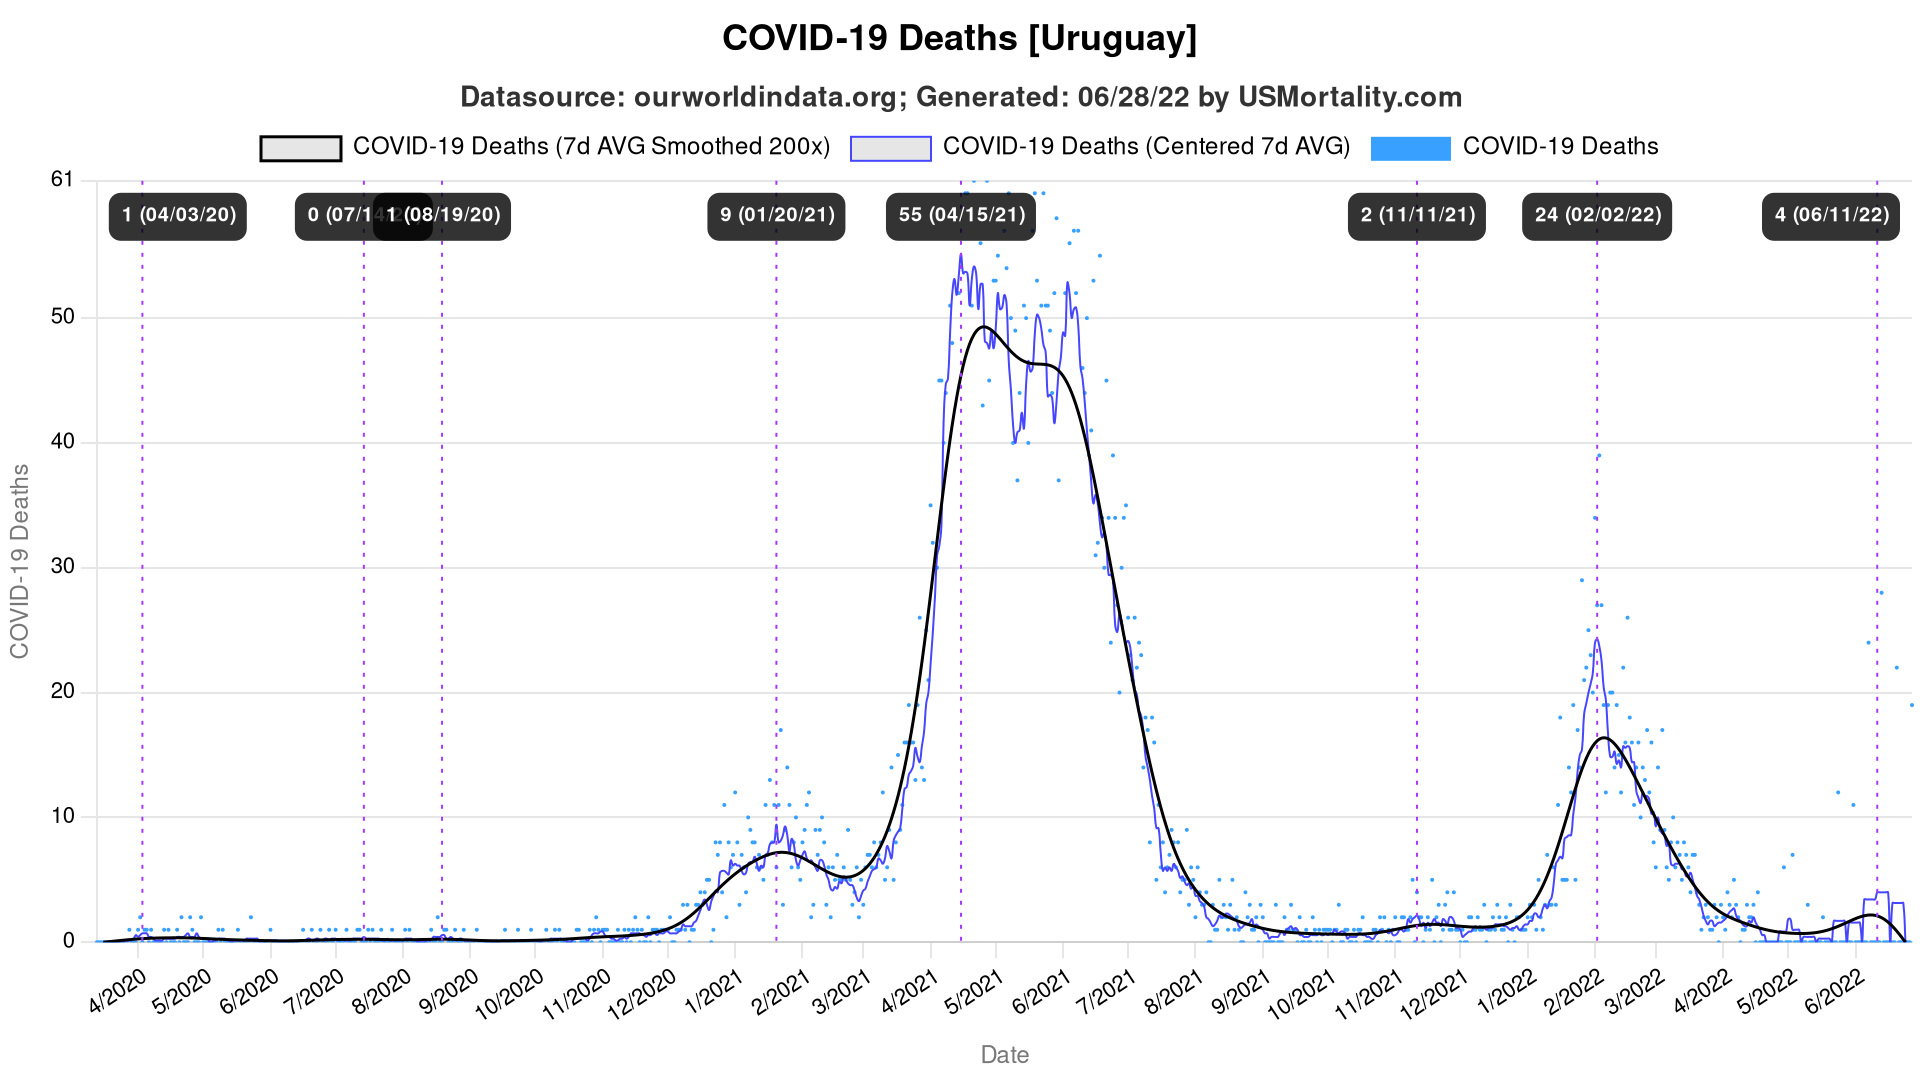 COVID-19 Deaths [Uruguay]
Datasource: ourworldindata.org; Generated: 06/28/22 by USMortality.com
COVID-19 Deaths (7d AVG Smoothed 200x) COVID-19 Deaths (Centered 7d AVG) COVID-19 Deaths
61
1 (04/03/20) 0 (07/1 1 (08/19/20) 9 (01/20/21) 55 (04/15/21) 2 (11/11/21) 24 (02/02/22) 4 (06/11/22)
50
40
30
20
10
0
COVID-19 Deaths
4/2020 5/2020 6/2020 7/2020 8/2020 9/2020 10/2020 11/2020 12/2020 1/2021 2/2021 3/2021 4/2021 5/2021 6/2021 7/2021 8/2021 9/2021 10/2021 11/2021 12/2021 1/2022 2/2022 3/2022 4/2022 5/2022 6/2022
Date